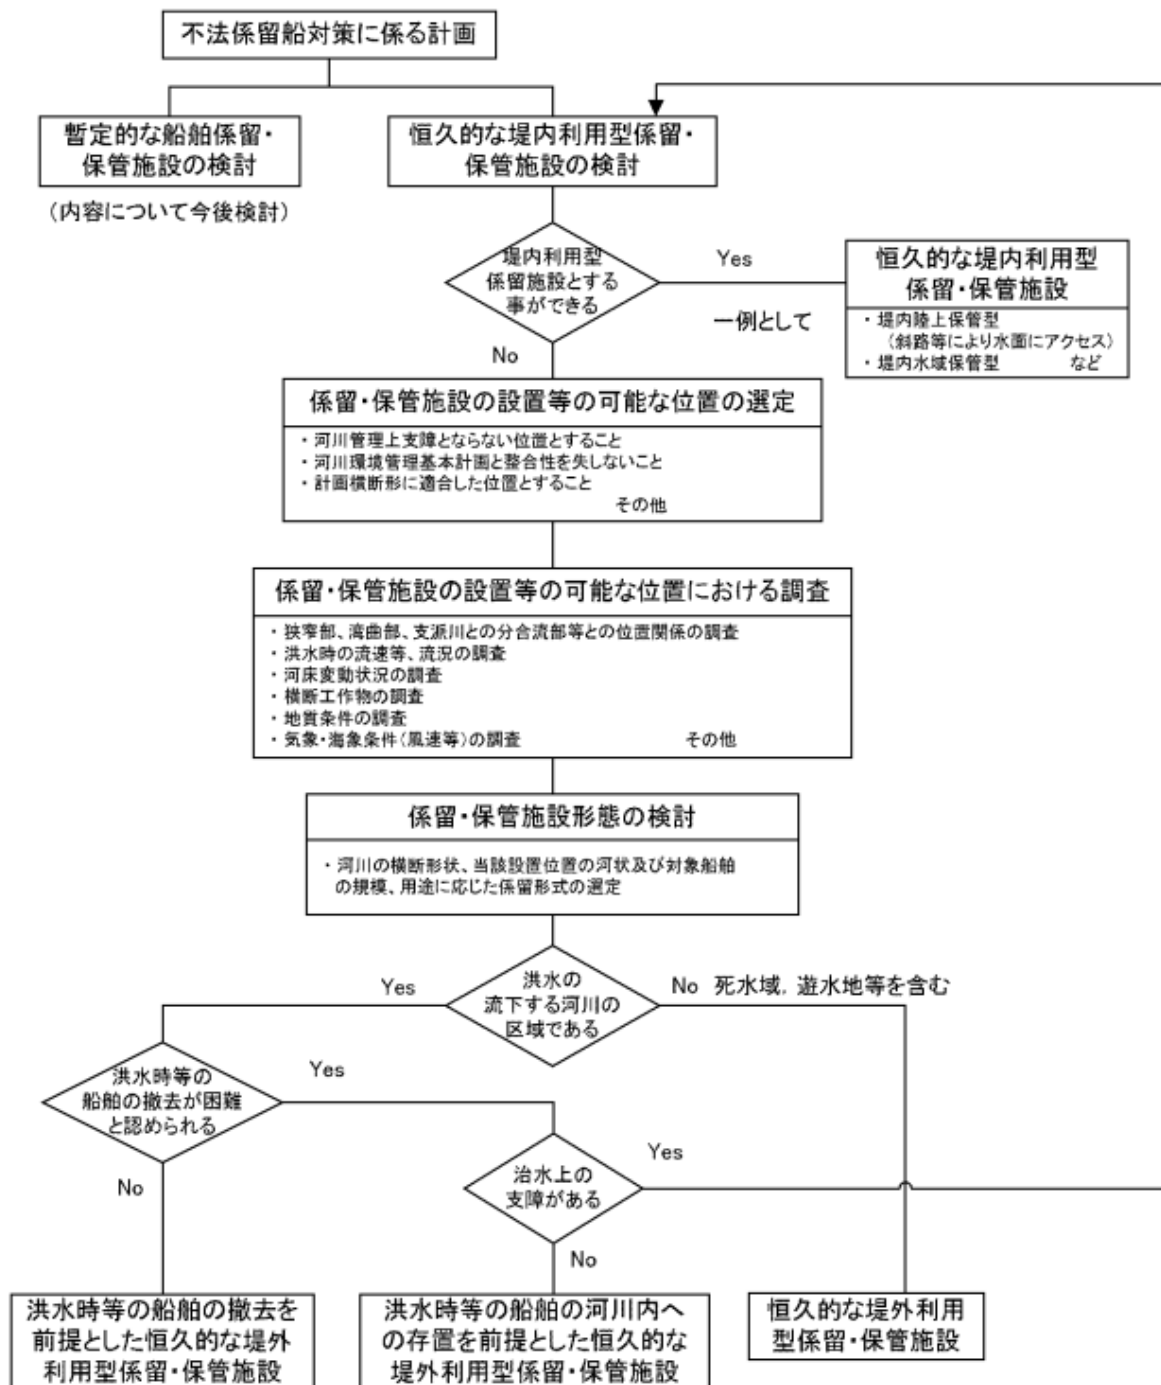 不法係留船対策に係る計画
暫定的な船舶係留・
保管施設の検討
（内容について今後検討）
恒久的な堤内利用型係留・
保管施設の検討
堤内利用型
係留施設とする
事ができる
Yes
一例として
恒久的な堤内利用型
係留・保管施設
・堤内陸上保管型
（斜路等により水面にアクセス）
・堤内水域保管型 など
No
係留・保管施設の設置等の可能な位置の選定
・河川管理上支障とならない位置とすること
・河川環境管理基本計画と整合性を失しないこと
・計画横断形に適合した位置とすること
その他
係留・保管施設の設置等の可能な位置における調査
・狭窄部、湾曲部、支派川との分合流部等との位置関係の調査
・洪水時の流速等、流況の調査
・河床変動状況の調査
・横断工作物の調査
・地質条件の調査
・気象・海象条件（風速等）の調査 その他
係留・保管施設形態の検討
・河川の横断形状、当該設置位置の河状及び対象船舶
の規模、用途に応じた係留形式の選定
洪水の
流下する河川の
区域である
Yes
No 死水域，遊水地等を含む
洪水時等の
船舶の撤去が困難
と認められる
Yes
No
治水上の
支障がある
Yes
No
洪水時等の船舶の撤去を
前提とした恒久的な堤外
利用型係留・保管施設
洪水時等の船舶の河川内へ
の存置を前提とした恒久的な
堤外利用型係留・保管施設
恒久的な堤外利用
型係留・保管施設